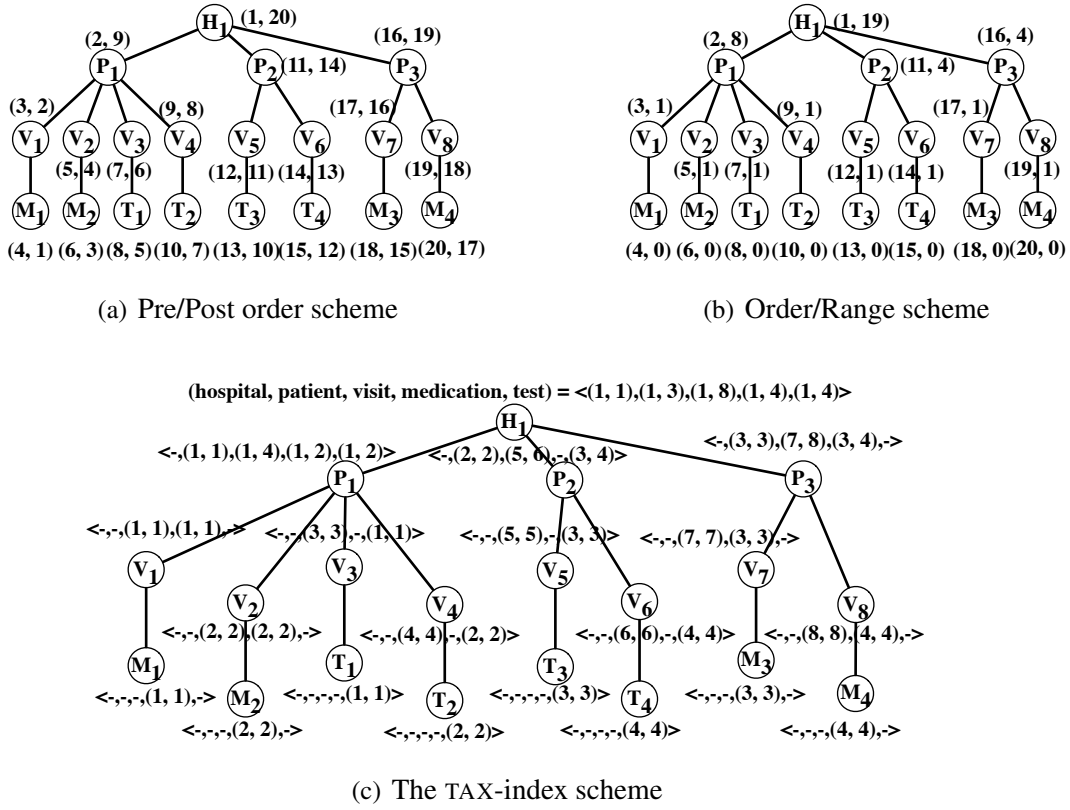 H1 (1, 20)
(2, 9) (16, 19)
P1 P2 (11, 14) P3
(3, 2) (9, 8) (17, 16)
V1 V2 V3 V4 V5 V6 V7 V8
(5, 4) (7, 6) (12, 11) (14, 13) (19, 18)
M1 M2 T1 T2 T3 T4 M3 M4
(4, 1) (6, 3) (8, 5) (10, 7) (13, 10) (15, 12) (18, 15) (20, 17)
(a) Pre/Post order scheme
H1 (1, 19)
(2, 8) (16, 4)
P1 P2 (11, 4) P3
(3, 1) (9, 1) (17, 1)
V1 V2 V3 V4 V5 V6 V7 V8
(5, 1) (7, 1) (12, 1) (14, 1) (19, 1)
M1 M2 T1 T2 T3 T4 M3 M4
(4, 0) (6, 0) (8, 0) (10, 0) (13, 0) (15, 0) (18, 0) (20, 0)
(b) Order/Range scheme
(hospital, patient, visit, medication, test) = <(1, 1),(1, 3),(1, 8),(1, 4),(1, 4)>
H1
<-,(1, 1),(1, 4),(1, 2),(1, 2)> <-,(2, 2),(5, 6),-,(3, 4)> <-,(3, 3),(7, 8),(3, 4),->
P1 P2 P3
<-,-,(1, 1),(1, 1),-> <-,-,(3, 3),-,(1, 1)> <-,-,(5, 5),-,(3, 3)> <-,-,(7, 7),(3, 3),->
V1 V3 V5 V7
V2 V4 V6 V8
<-,-,(2, 2),(2, 2),-> <-,-,(4, 4),-,(2, 2)> <-,-,(6, 6),-,(4, 4)> <-,-,(8, 8),(4, 4),->
M1 T1 T3 M3
<-,-,-,(1, 1),-> <-,-,-,-,(1, 1)> <-,-,-,-,(3, 3)> <-,-,-,(3, 3),->
M2 T2 T4 M4
<-,-,-,(2, 2),-> <-,-,-,-,(2, 2)> <-,-,-,-,(4, 4)> <-,-,-,(4, 4),->
(c) The TAX-index scheme